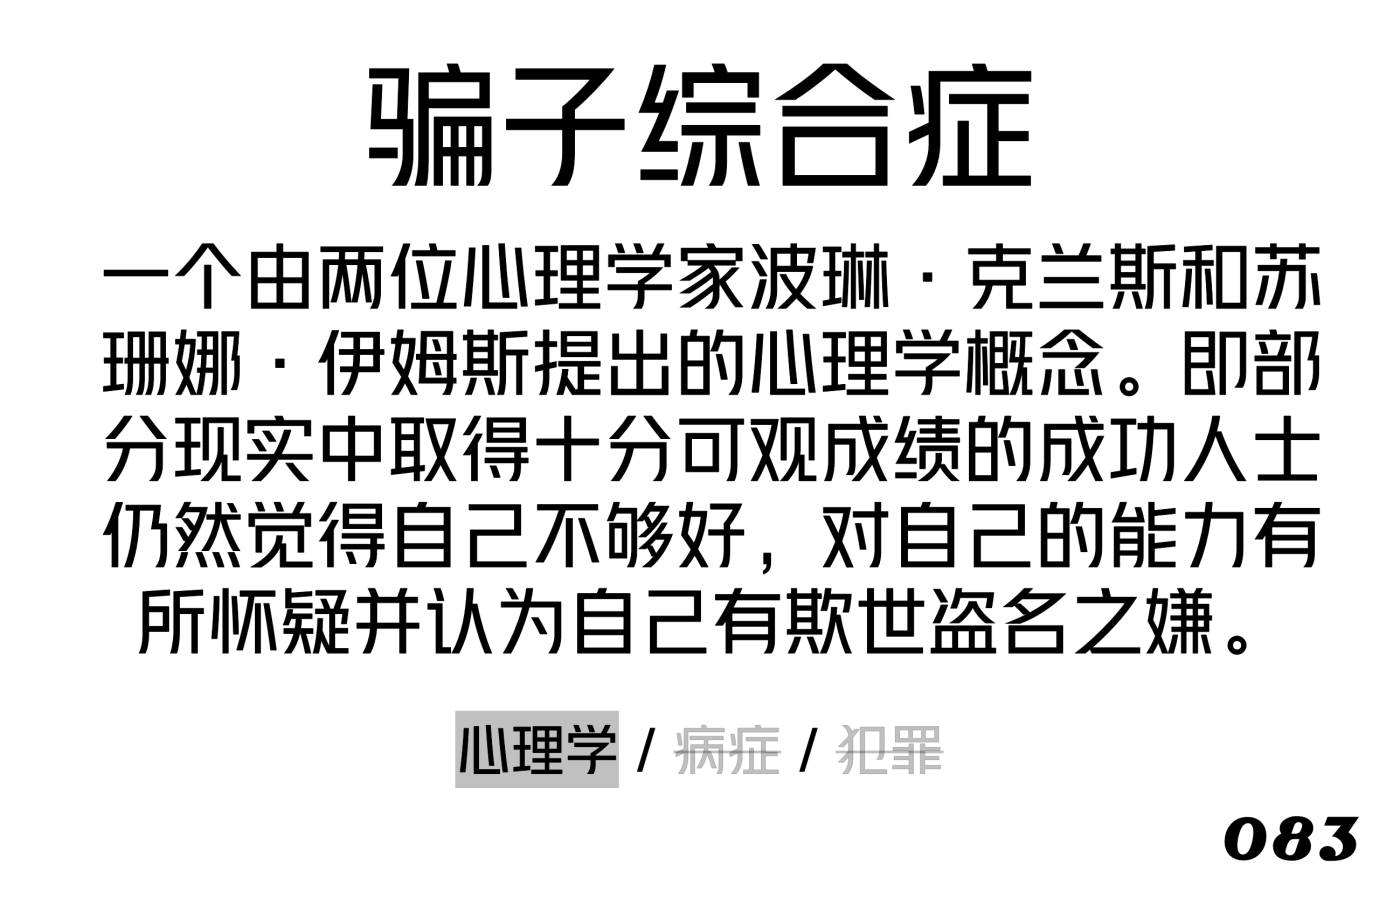 骗子综合症
一个由两位心理学家波琳·克兰斯和苏
珊娜·伊姆斯提出的心理学概念。即部
分现实中取得十分可观成绩的成功人士
仍然觉得自己不够好，对自己的能力有
所怀疑并认为自己有欺世盗名之嫌。
心理学 / 病症 / 犯罪
083